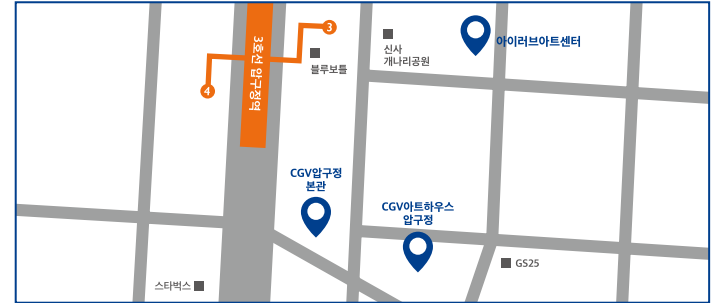 3
신사
개나리공원
아이러브아트센터
3호선 압구정역
블루보틀
4
CGV압구정
본관
CGV아트하우스
압구정
GS25
스타벅스